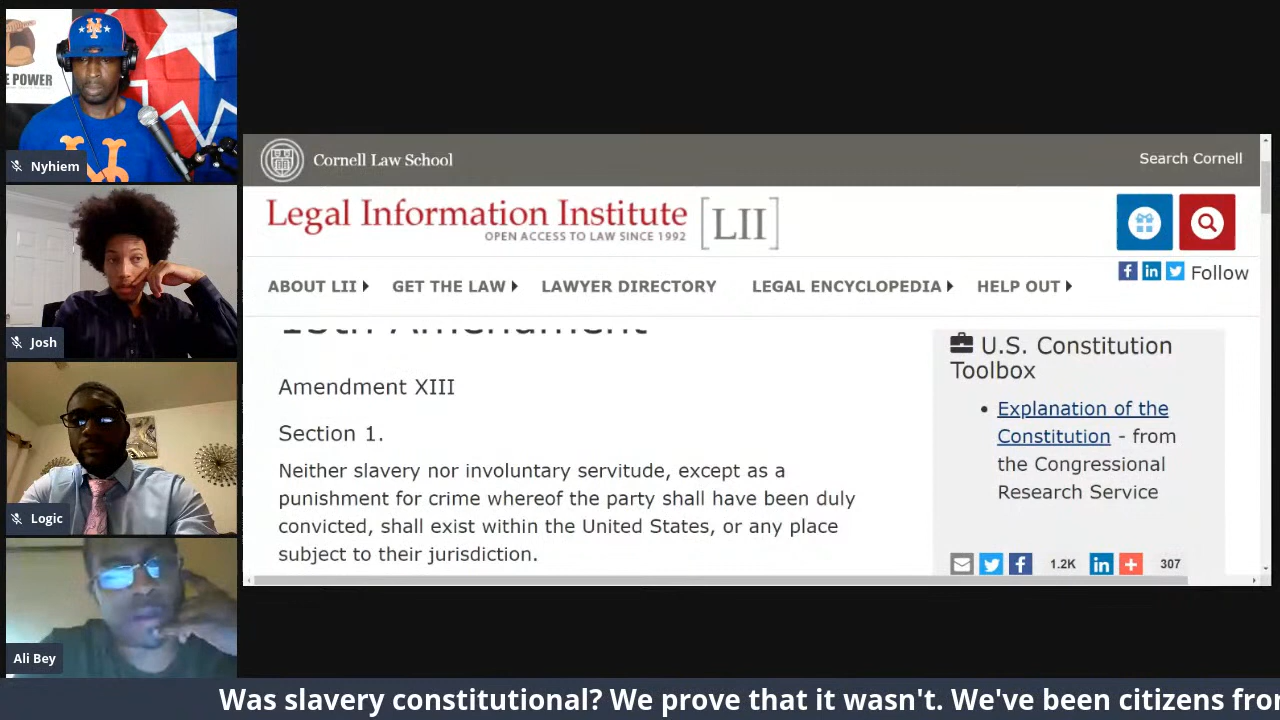 E POWER
Nyhiem
Josh
Logic
Ali Bey
Cornell Law School
Search Cornell
Legal Information Institute
OPEN ACCESS TO LAW SINCE 1992
[LII]
Follow
ABOUT LII
GET THE LAW
LAWYER DIRECTORY
LEGAL ENCYCLOPEDIA
HELP OUT
13th Amendment
Amendment XIII
Section 1.
Neither slavery nor involuntary servitude, except as a
punishment for crime whereof the party shall have been duly
convicted, shall exist within the United States, or any place
subject to their jurisdiction.
U.S. Constitution
Toolbox
Explanation of the
Constitution - from
the Congressional
Research Service
1.2K
307
Was slavery constitutional? We prove that it wasn't. We've been citizens from